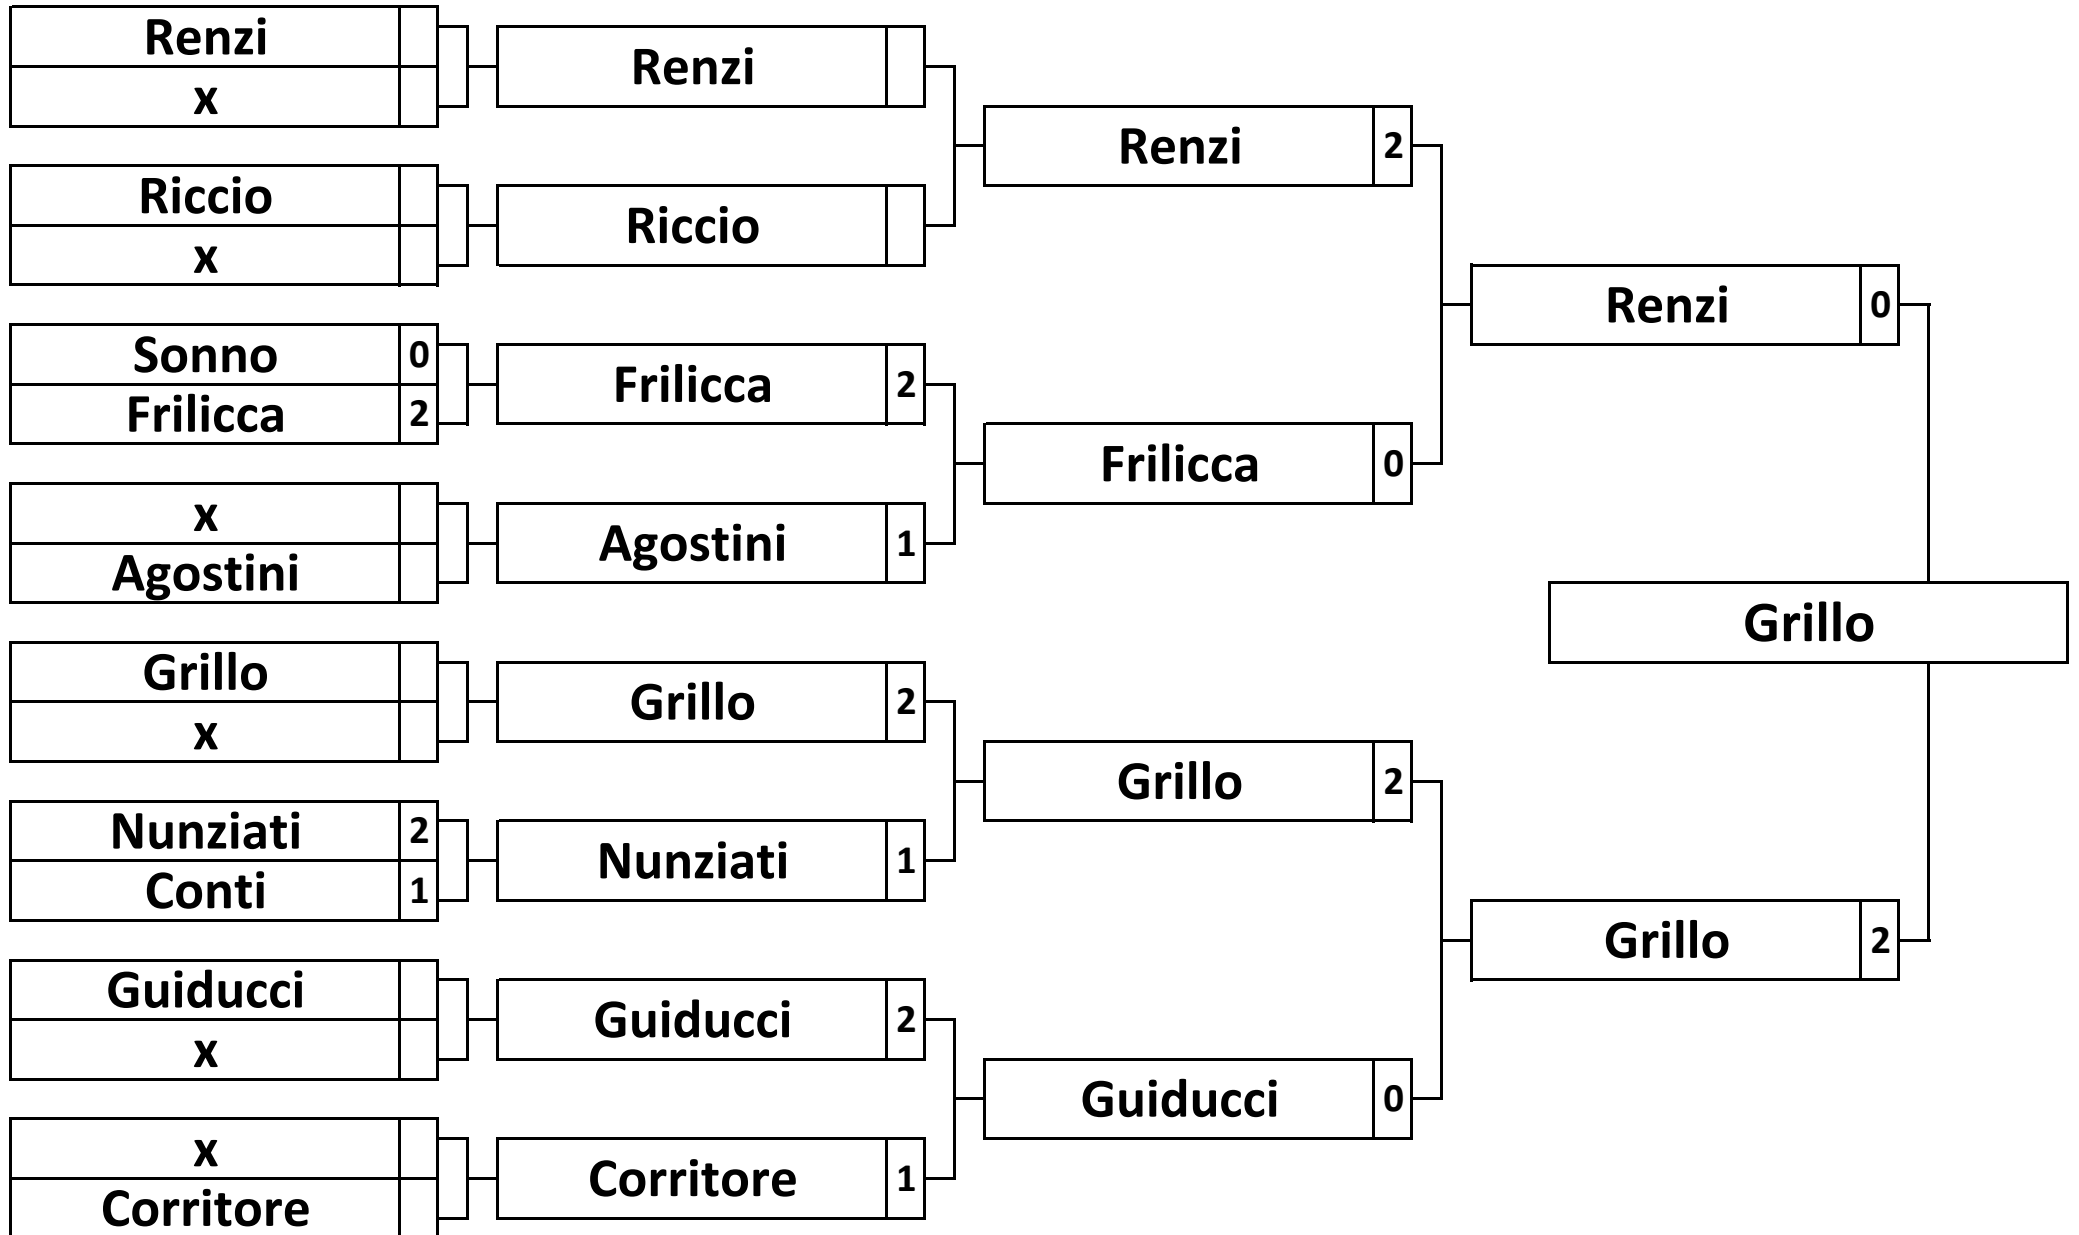 Renzi
x
Riccio
x
Sonno 0
Frilicca 2
x
Agostini
Grillo
x
Nunziati 2
Conti 1
Guiducci
x
x
Corritore
Renzi
Riccio
Frilicca 2
Agostini 1
Grillo 2
Nunziati 1
Guiducci 2
Corritore 1
Renzi 2
Frilicca 0
Grillo 2
Guiducci 0
Renzi 0
Grillo 2
Grillo